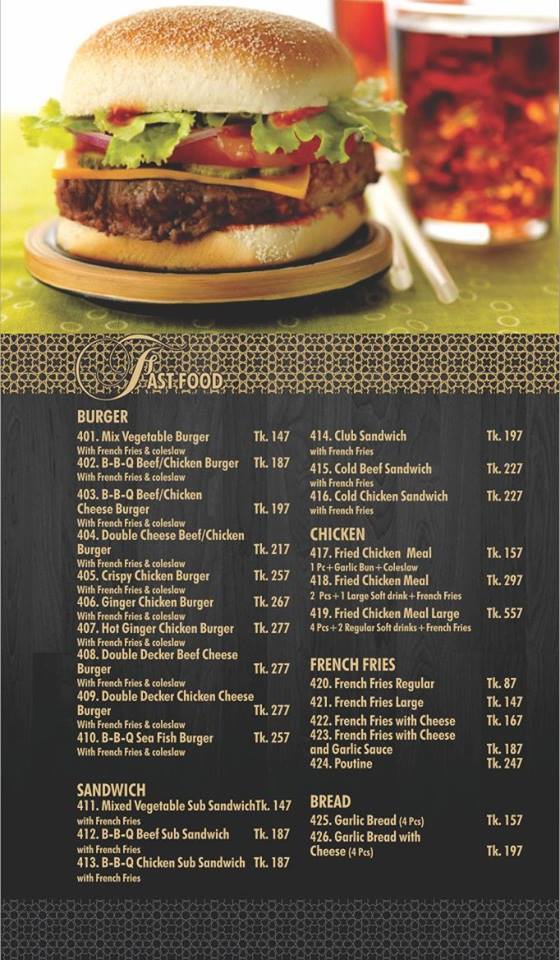 FAST FOOD
BURGER
401. Mix Vegetable Burger Tk. 147
With French Fries & coleslaw
402. B-B-Q Beef/Chicken Burger Tk. 187
With French Fries & coleslaw
403. B-B-Q Beef/Chicken
Cheese Burger Tk. 197
With French Fries & coleslaw
404. Double Cheese Beef/Chicken
Burger Tk. 217
With French Fries & coleslaw
405. Crispy Chicken Burger Tk. 257
With French Fries & coleslaw
406. Ginger Chicken Burger Tk. 267
With French Fries & coleslaw
407. Hot Ginger Chicken Burger Tk. 277
With French Fries & coleslaw
408. Double Decker Beef Cheese
Burger Tk. 277
With French Fries & coleslaw
409. Double Decker Chicken Cheese
Burger Tk. 277
With French Fries & coleslaw
410. B-B-Q Sea Fish Burger Tk. 257
With French Fries & coleslaw
SANDWICH
411. Mixed Vegetable Sub Sandwich Tk. 147
with French Fries
412. B-B-Q Beef Sub Sandwich Tk. 187
with French Fries
413. B-B-Q Chicken Sub Sandwich Tk. 187
with French Fries
414. Club Sandwich Tk. 197
with French Fries
415. Cold Beef Sandwich Tk. 227
with French Fries
416. Cold Chicken Sandwich Tk. 227
with French Fries
CHICKEN
417. Fried Chicken Meal Tk. 157
1 Pc+Garlic Bun+Coleslaw
418. Fried Chicken Meal Tk. 297
2 Pcs+1 Large Soft drink+French Fries
419. Fried Chicken Meal Large Tk. 557
4 Pcs+2 Regular Soft drinks+French Fries
FRENCH FRIES
420. French Fries Regular Tk. 87
421. French Fries Large Tk. 147
422. French Fries with Cheese Tk. 167
423. French Fries with Cheese
and Garlic Sauce Tk. 187
424. Poutine Tk. 247
BREAD
425. Garlic Bread (4 Pcs) Tk. 157
426. Garlic Bread with
Cheese (4 Pcs) Tk. 197